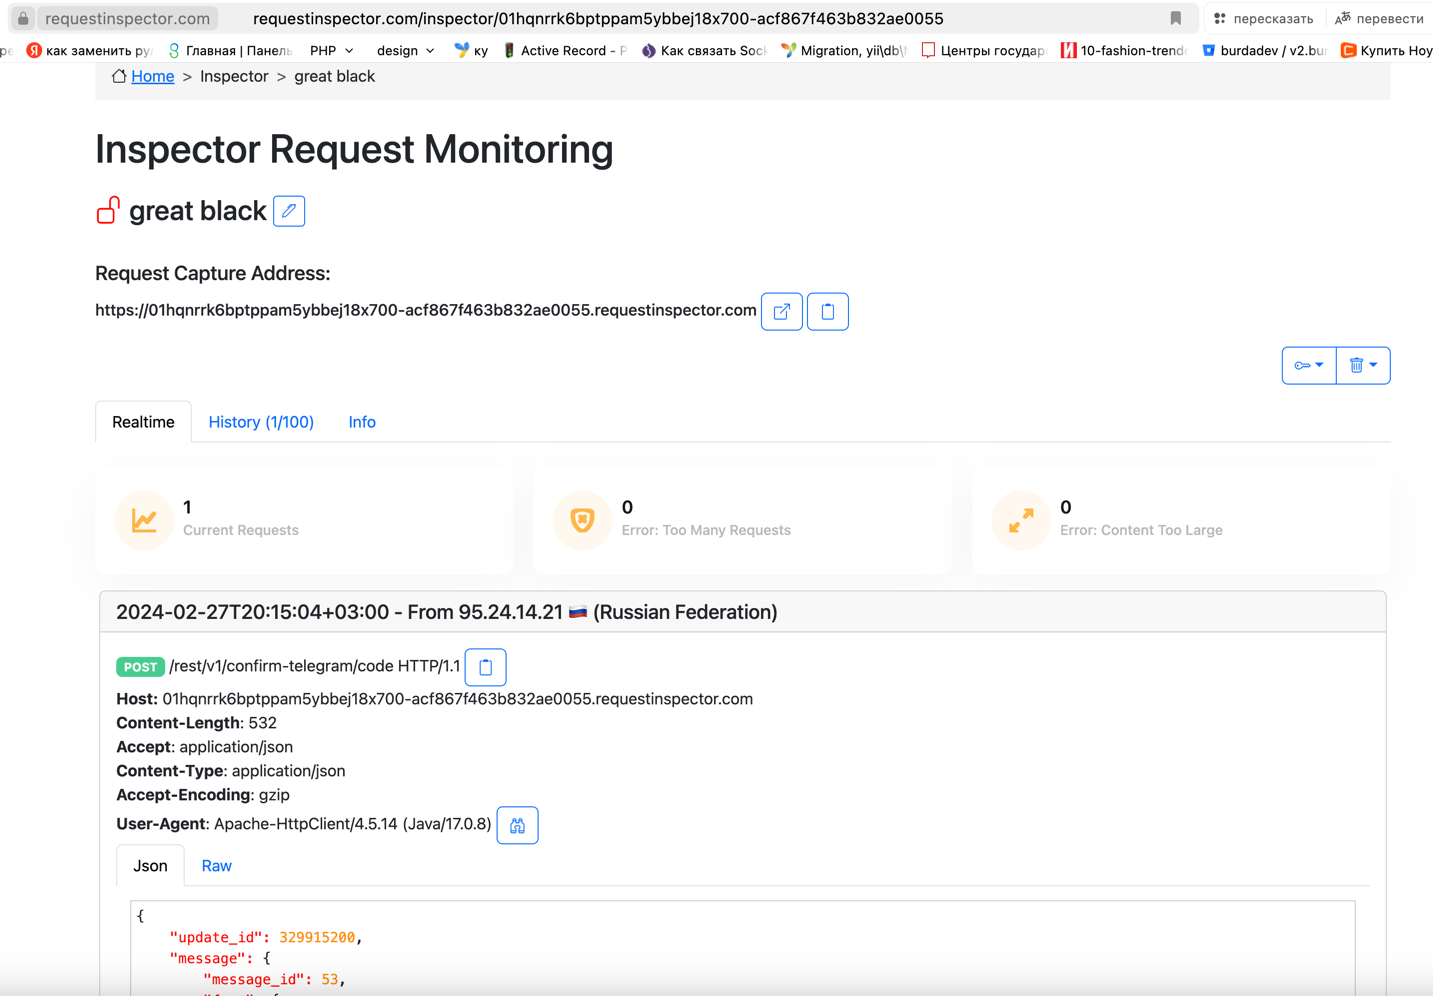 requestinspector.com requestinspector.com/inspector/01hqnrrk6bptppam5ybbej18x700-acf867f463b832ae0055 пересказать перевести
как заменить ру Главная | Панель PHP design ку Active Record - P Как связать Sock Migration, yii\db\ Центры государ 10-fashion-trend burdadev / v2.bu Купить Ноу
Home > Inspector > great black
Inspector Request Monitoring
great black
Request Capture Address:
https://01hqnrrk6bptppam5ybbej18x700-acf867f463b832ae0055.requestinspector.com
Realtime History (1/100) Info
1
Current Requests
0
Error: Too Many Requests
0
Error: Content Too Large
2024-02-27T20:15:04+03:00 - From 95.24.14.21 🇷🇺 (Russian Federation)
POST /rest/v1/confirm-telegram/code HTTP/1.1
Host: 01hqnrrk6bptppam5ybbej18x700-acf867f463b832ae0055.requestinspector.com
Content-Length: 532
Accept: application/json
Content-Type: application/json
Accept-Encoding: gzip
User-Agent: Apache-HttpClient/4.5.14 (Java/17.0.8)
Json Raw
{
"update_id": 329915200,
"message": {
"message_id": 53,